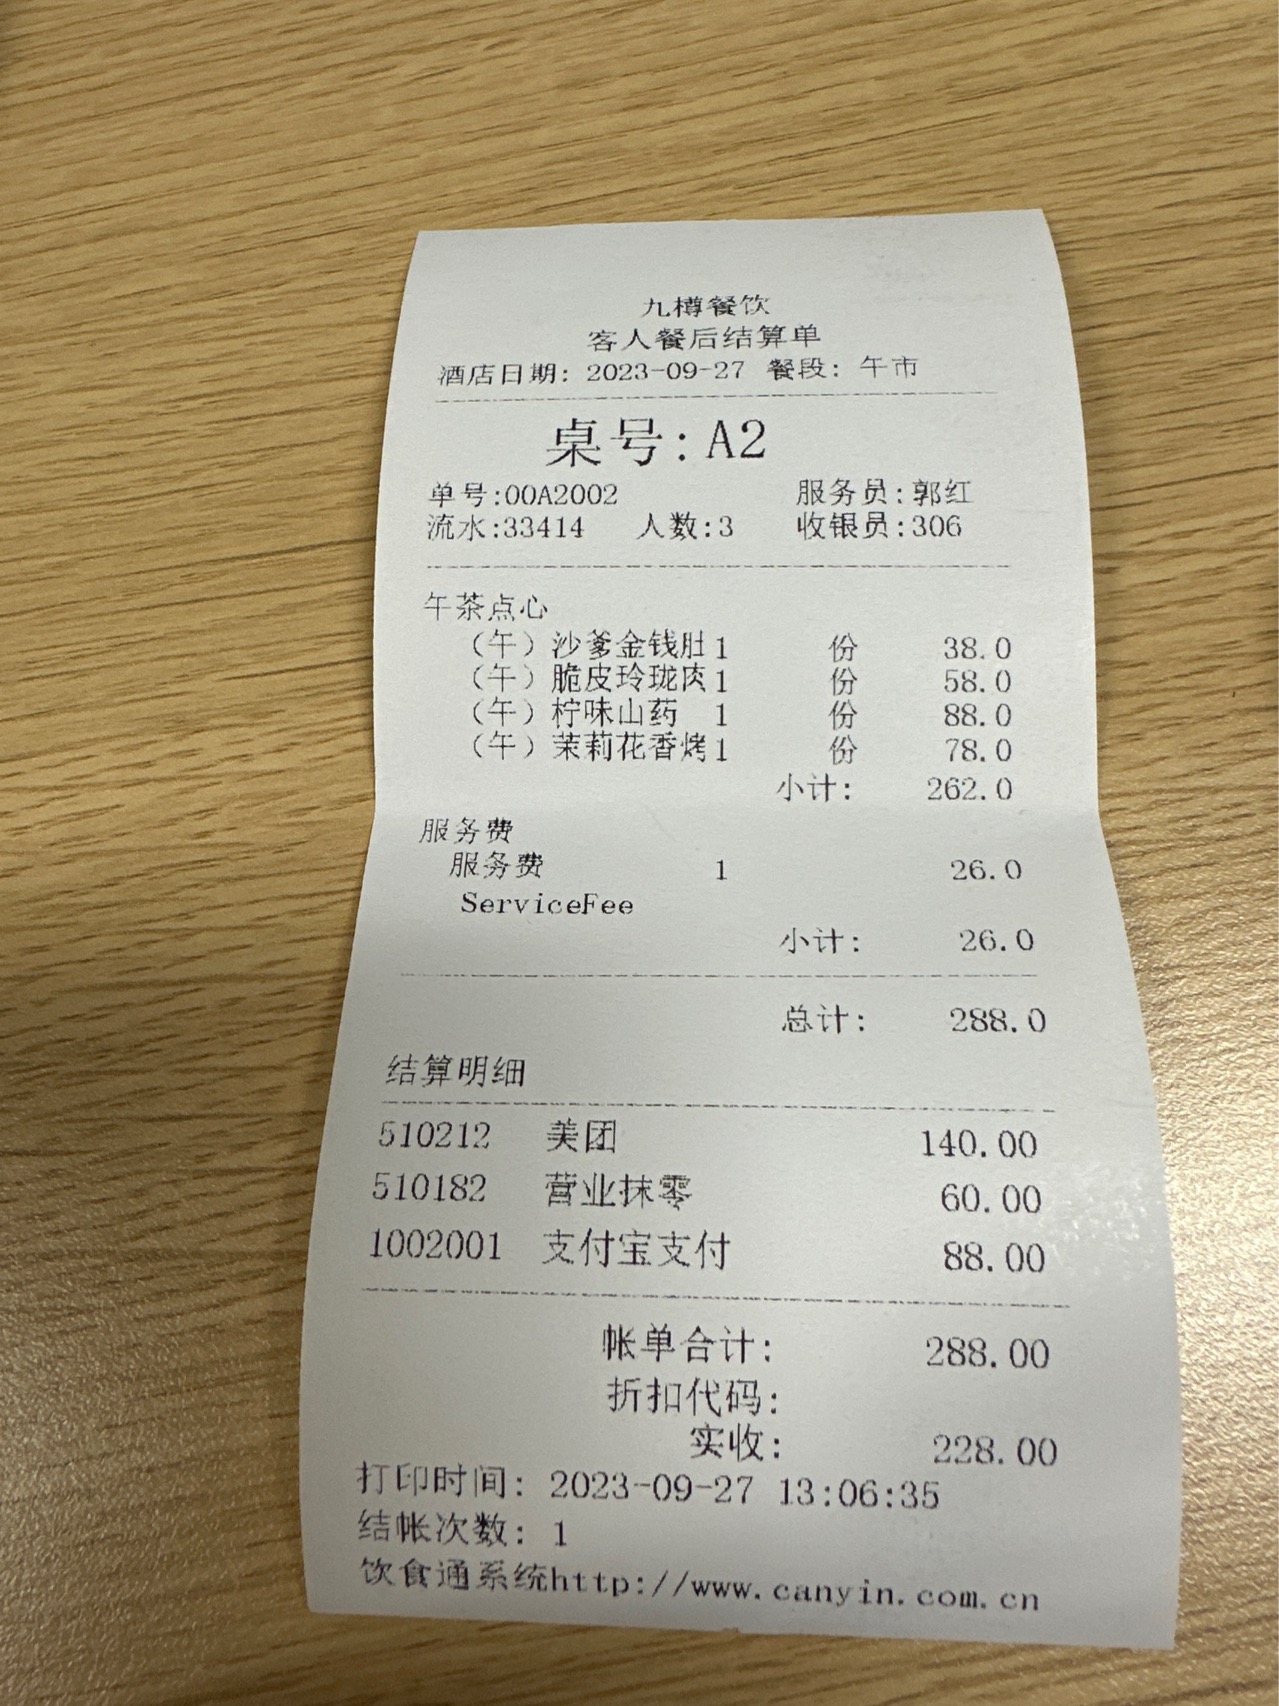 九樽餐饮
客人餐后结算单
酒店日期: 2023-09-27 餐段: 午市
桌号: A2
单号:00A2002 服务员:郭红
流水:33414 人数:3 收银员:306
午茶点心
(午) 沙爹金钱肚 1 份 38.0
(午) 脆皮玲珑肉 1 份 58.0
(午) 柠味山药 1 份 88.0
(午) 茉莉花香烤 1 份 78.0
小计: 262.0
服务费
服务费 1 26.0
ServiceFee
小计: 26.0
总计: 288.0
结算明细
510212 美团 140.00
510182 营业抹零 60.00
1002001 支付宝支付 88.00
帐单合计: 288.00
折扣代码:
实收: 228.00
打印时间: 2023-09-27 13:06:35
结帐次数: 1
饮食通系统http://www.canyin.com.cn